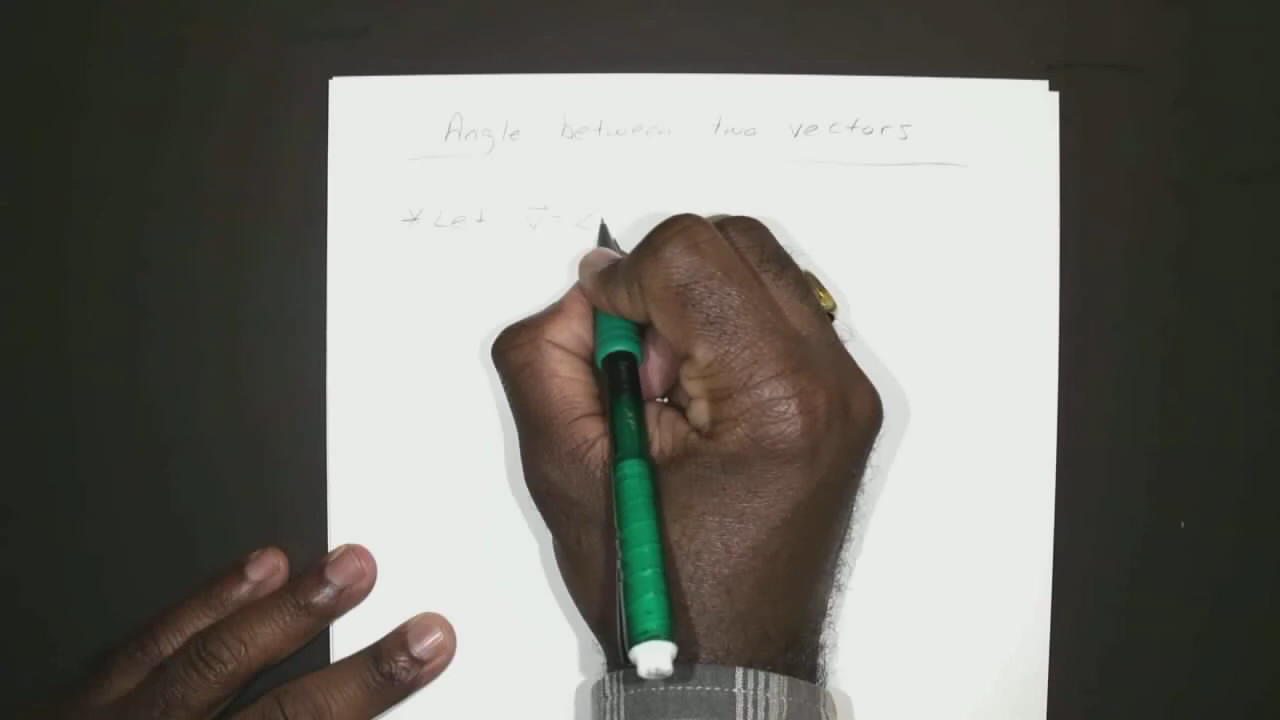 Angle between two vectors
* Let v⃗ = <